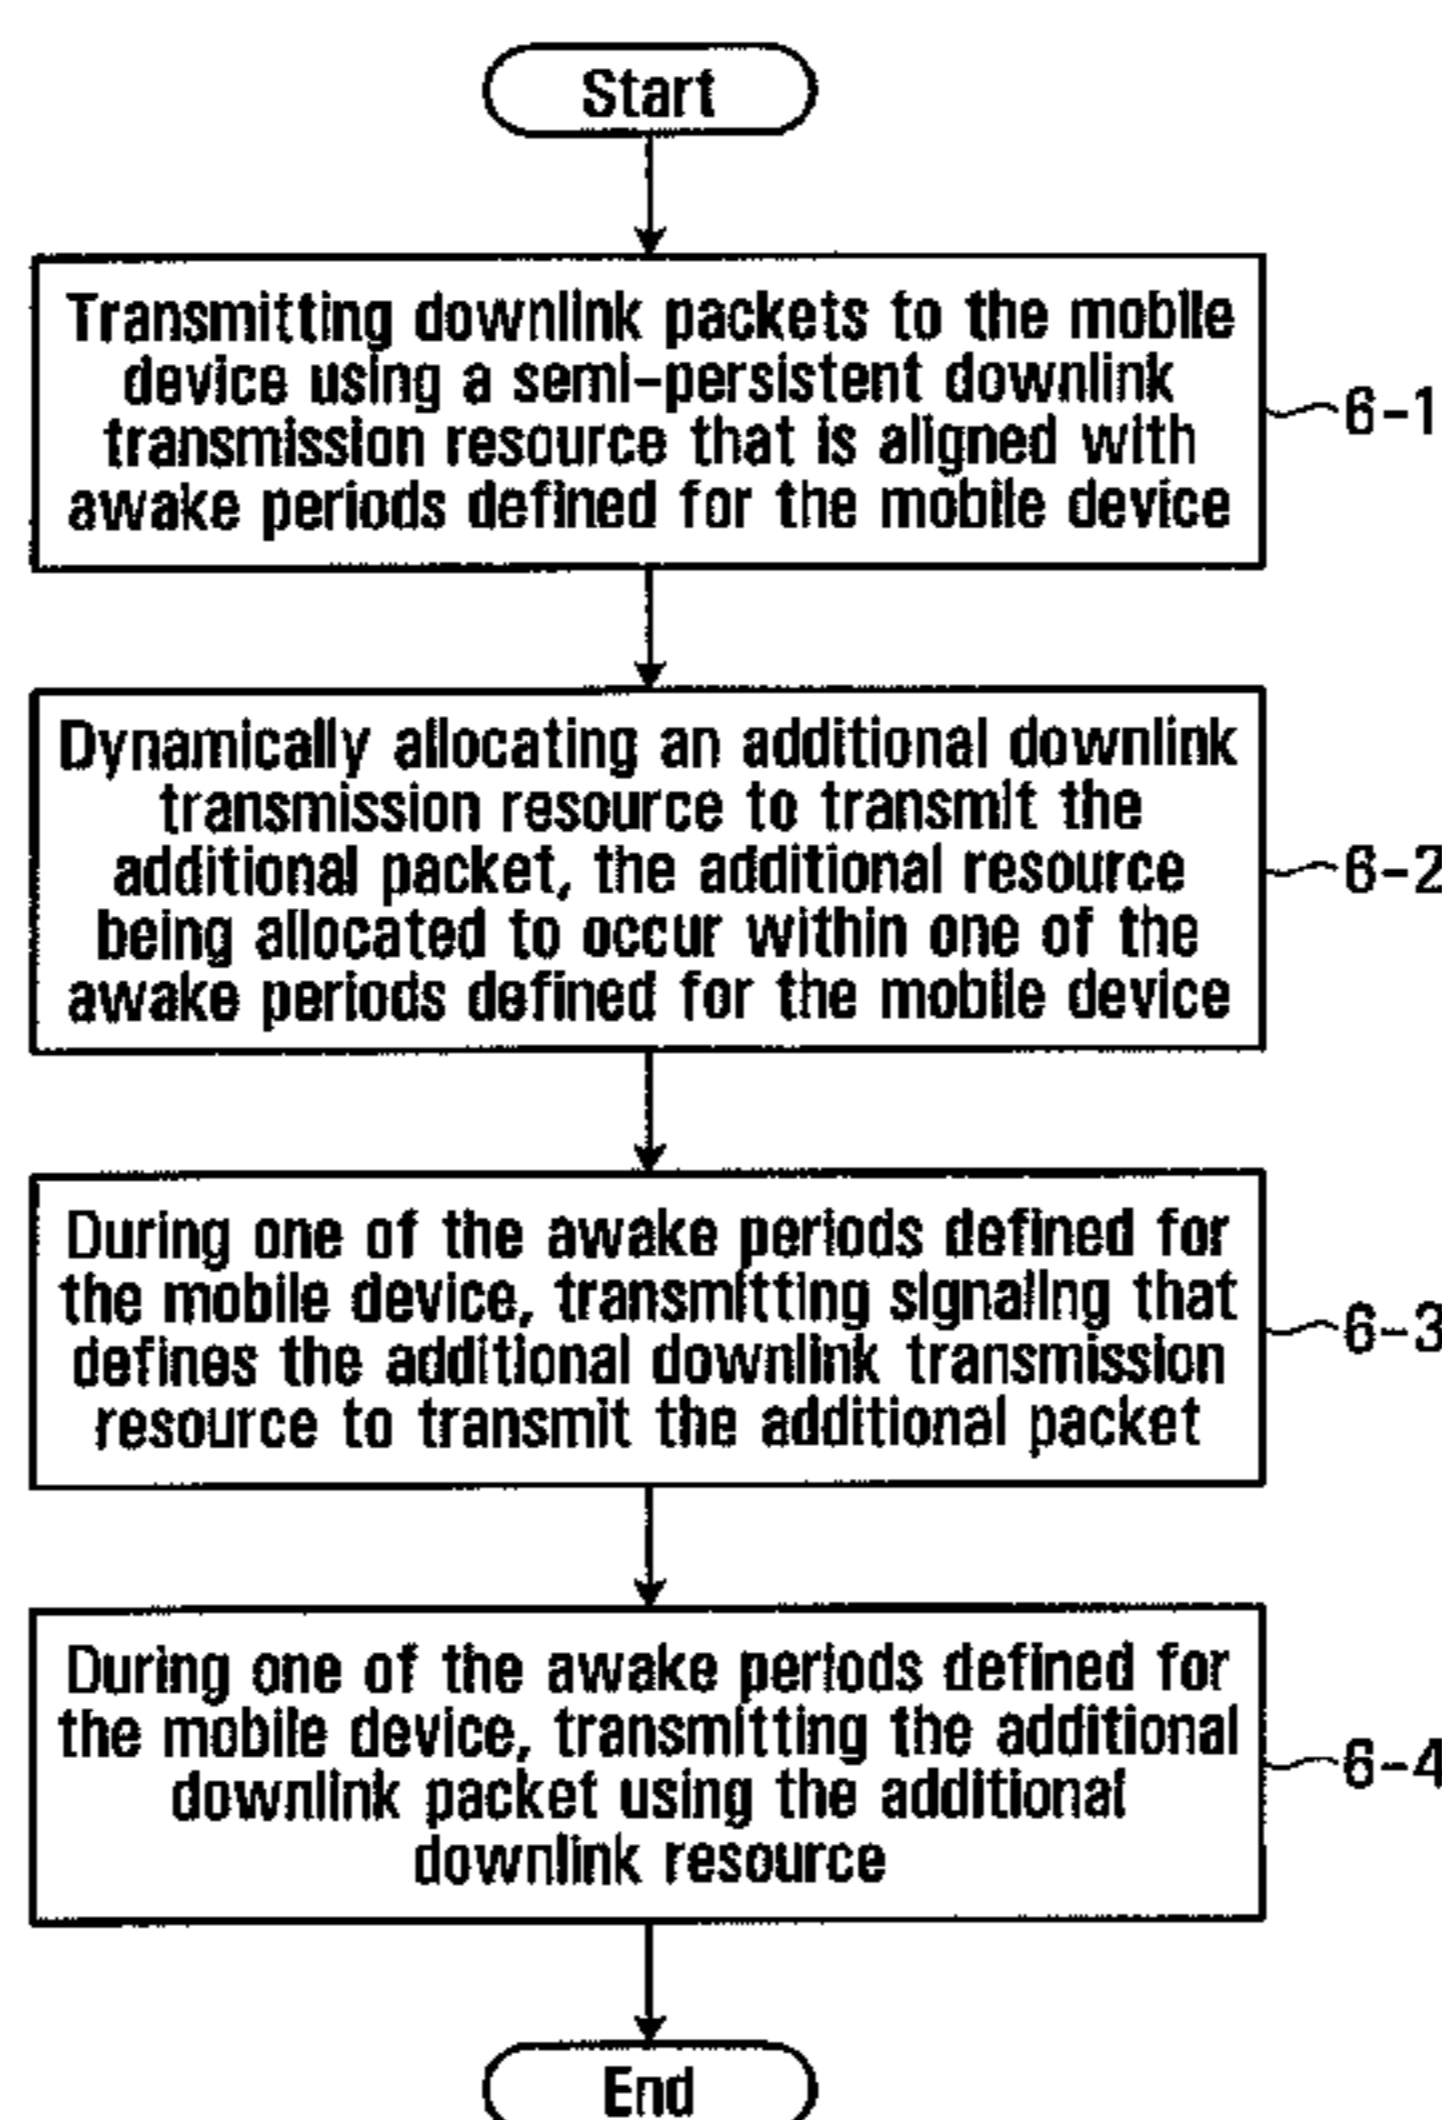 Start
Transmitting downlink packets to the mobile
device using a semi-persistent downlink
transmission resource that is aligned with
awake periods defined for the mobile device
6-1
Dynamically allocating an additional downlink
transmission resource to transmit the
additional packet, the additional resource
being allocated to occur within one of the
awake periods defined for the mobile device
6-2
During one of the awake periods defined for
the mobile device, transmitting signaling that
defines the additional downlink transmission
resource to transmit the additional packet
6-3
During one of the awake periods defined for
the mobile device, transmitting the additional
downlink packet using the additional
downlink resource
6-4
End